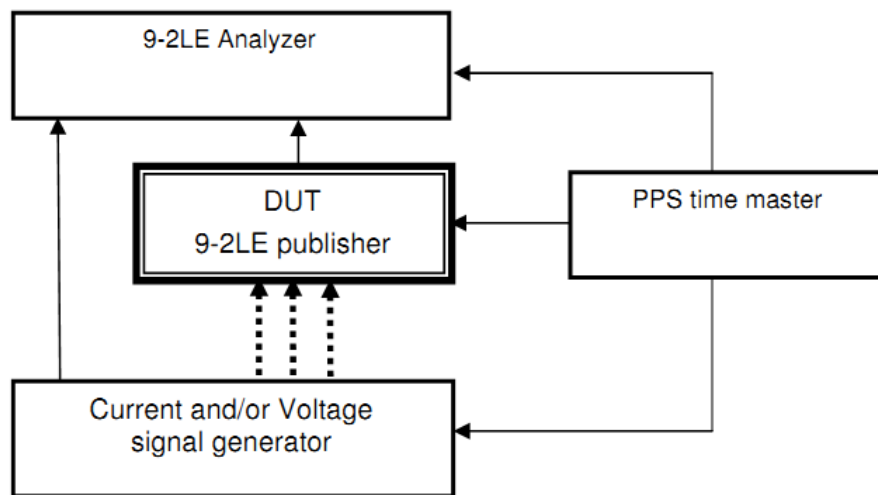 9-2LE Analyzer
DUT
9-2LE publisher
PPS time master
Current and/or Voltage
signal generator